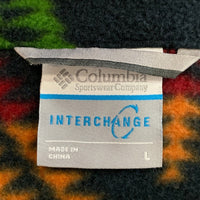 Columbia
Sportswear Company
INTERCHANGE
MADE IN
CHINA
L